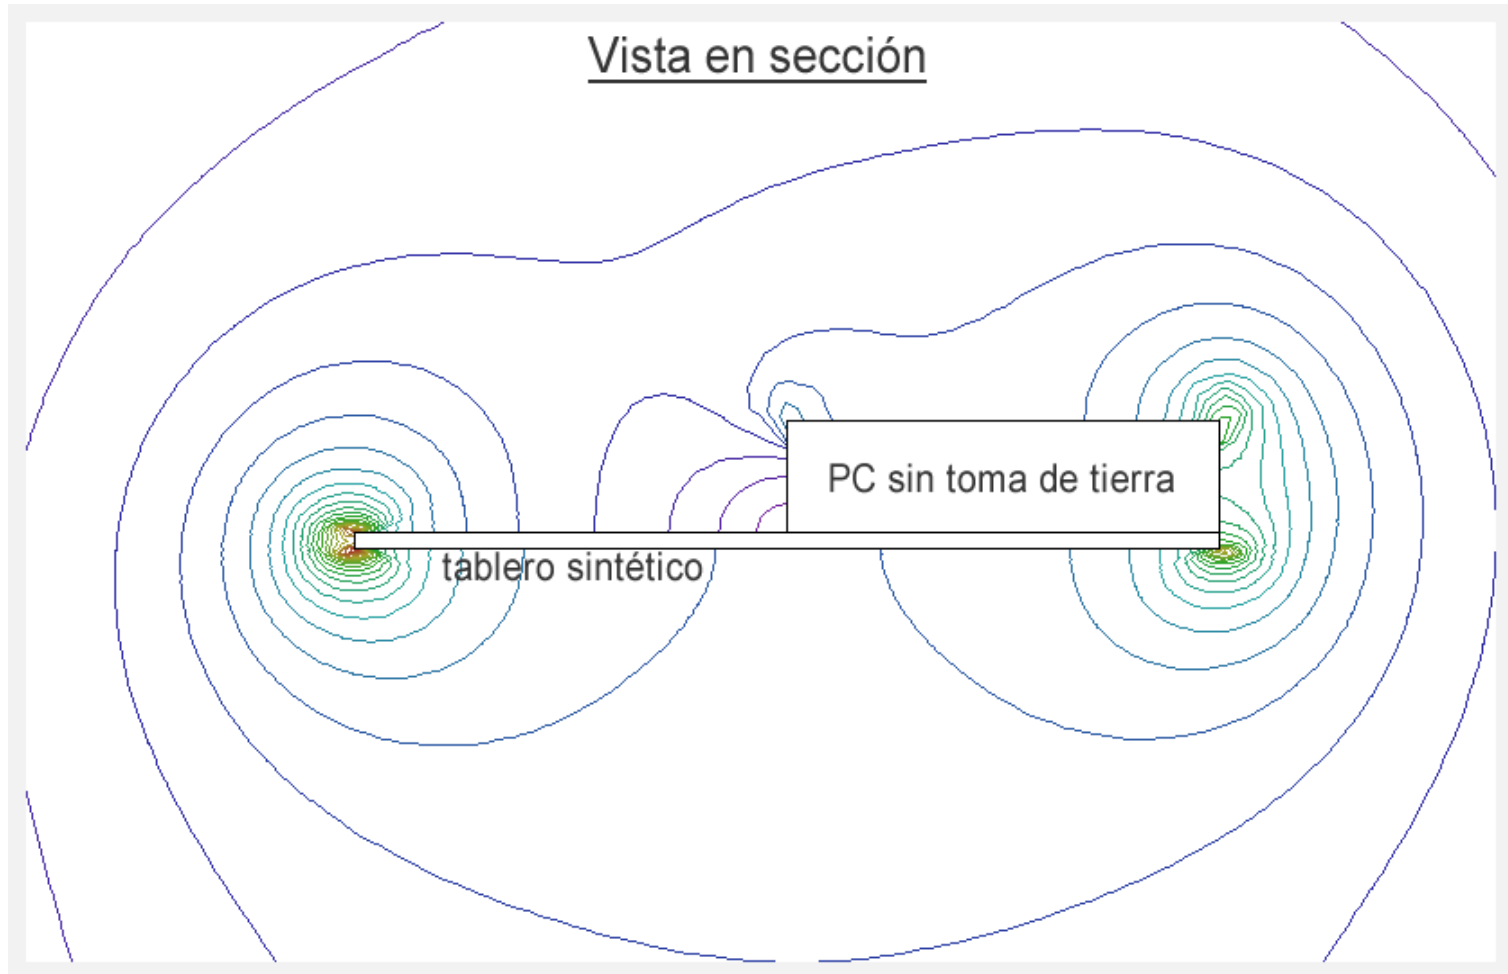 Vista en sección
PC sin toma de tierra
tablero sintético